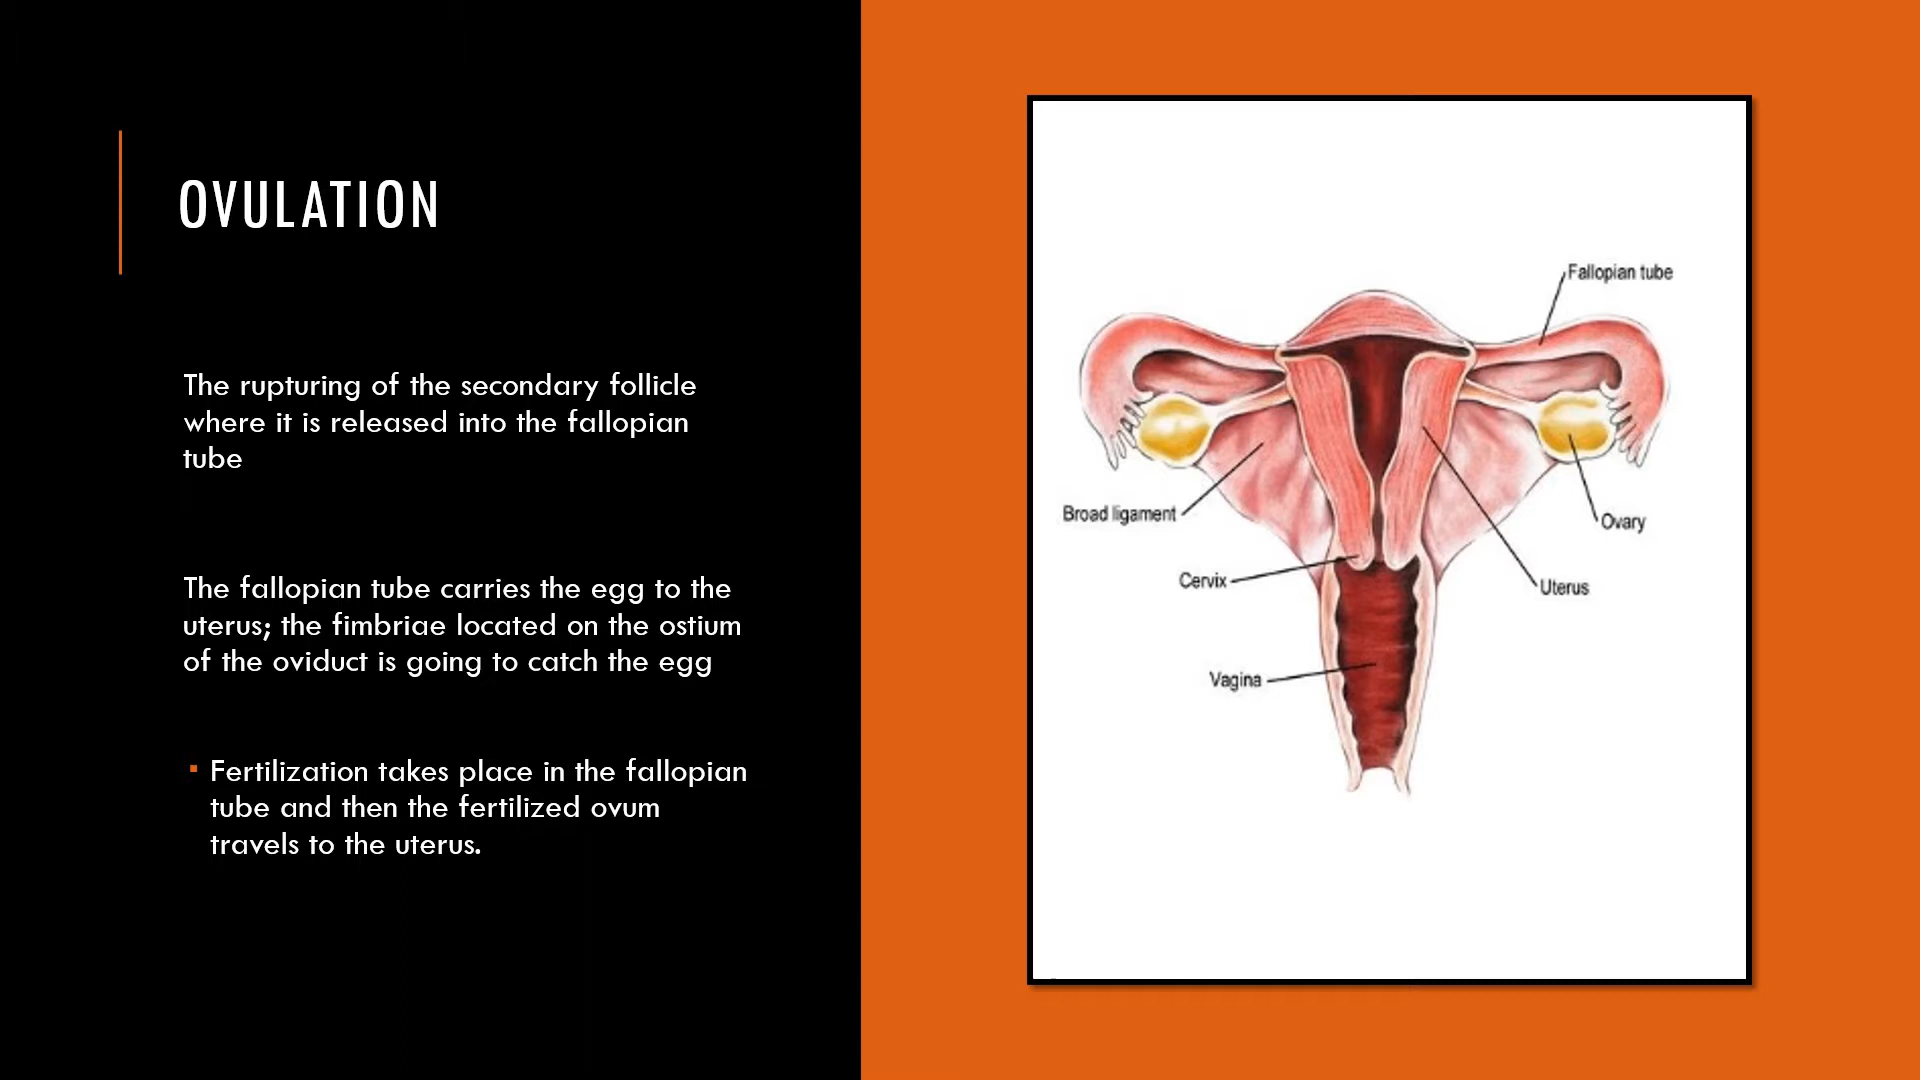 OVULATION
The rupturing of the secondary follicle
where it is released into the fallopian
tube
The fallopian tube carries the egg to the
uterus; the fimbriae located on the ostium
of the oviduct is going to catch the egg
Fertilization takes place in the fallopian
tube and then the fertilized ovum
travels to the uterus.
Fallopian tube
Broad ligament
Ovary
Cervix
Uterus
Vagina